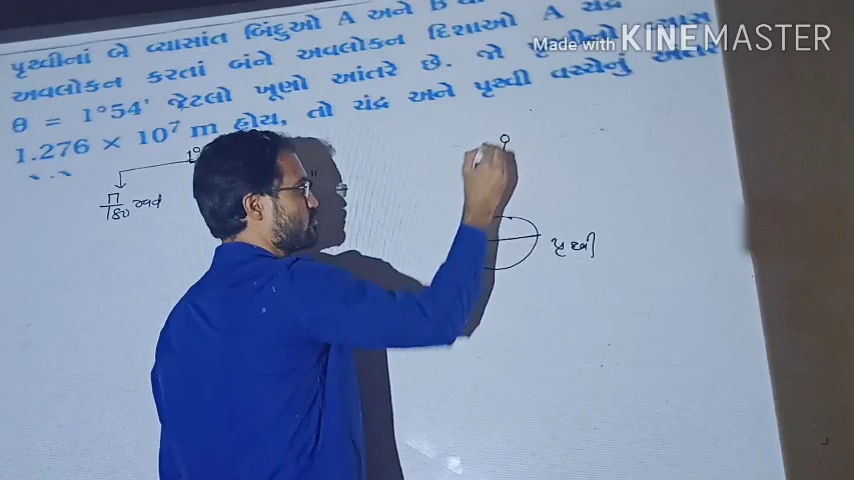 પૃથ્વીનાં બે વ્યાસાંત બિંદુઓ A અને B
અવલોકન કરતાં બંને અવલોકન દિશાઓ A ચંદ્ર
θ = 1°54' જેટલો ખૂણો આંતરે છે. જો પૃથ્વીનો વ્યાસ
1.276 × 10⁷ m હોય, તો ચંદ્ર અને પૃથ્વી વચ્ચેનું અંતર
Made with KINEMASTER
1°
π/180
પૃથ્વી